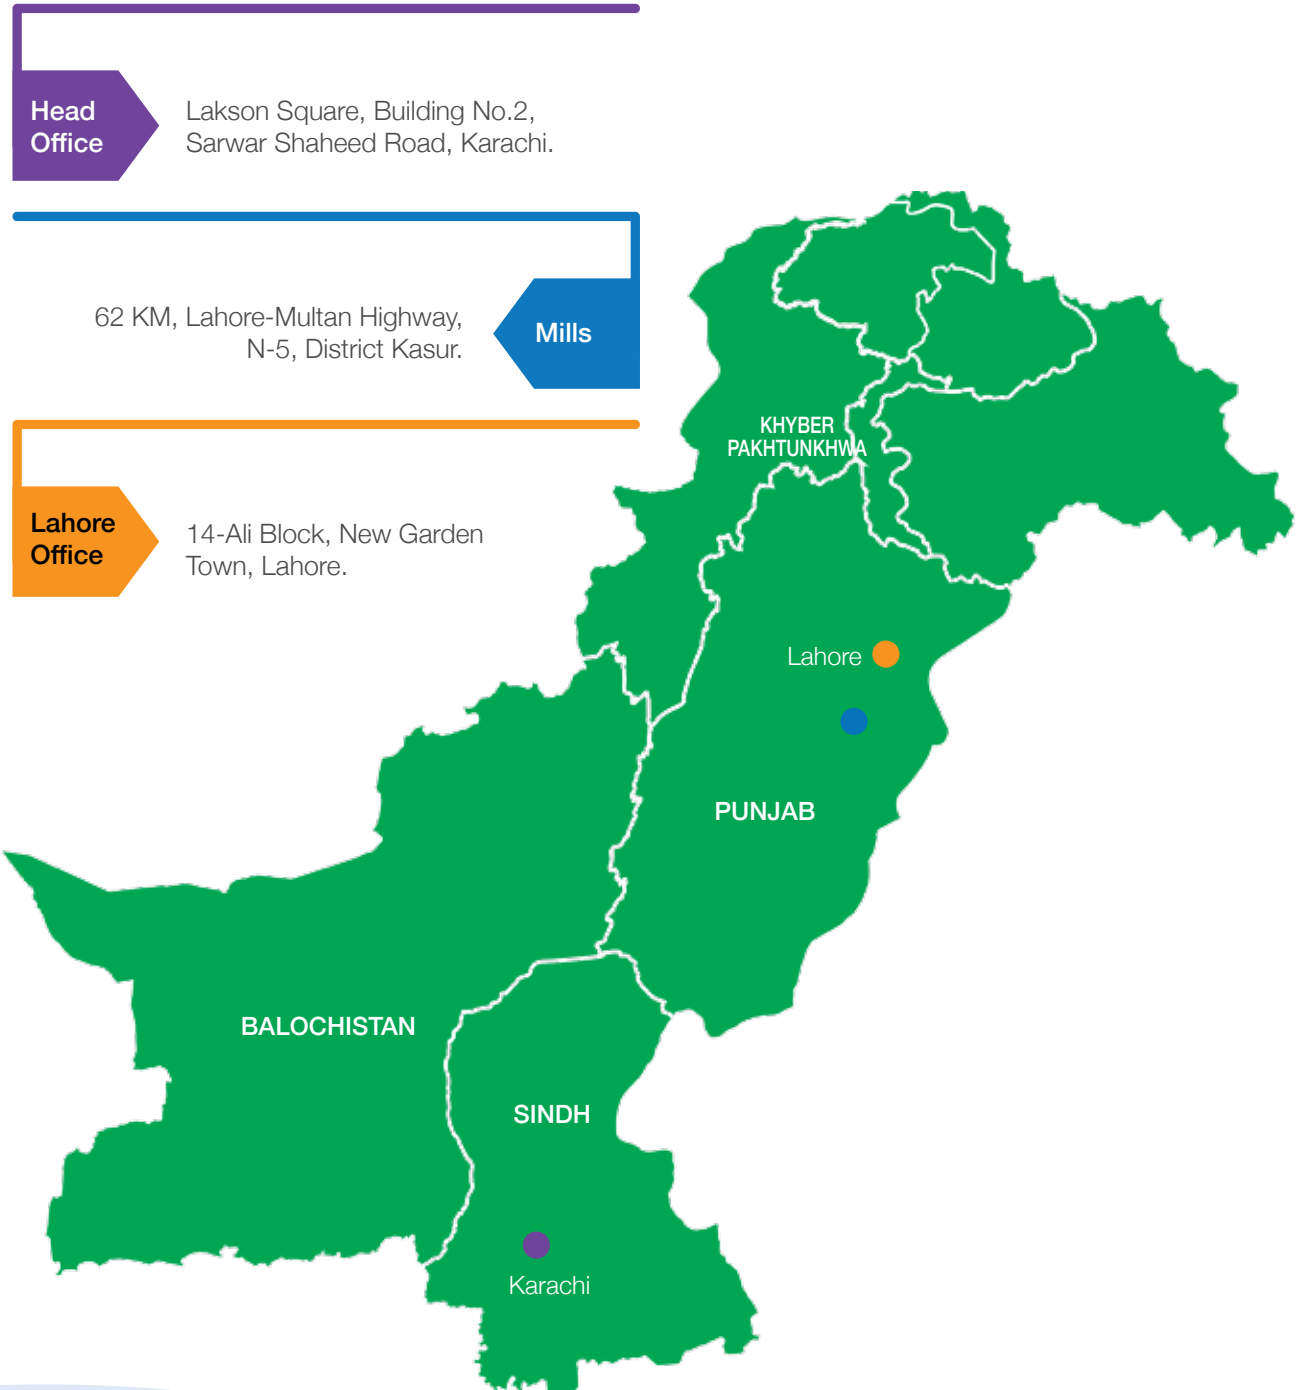 Head
Office
Lakson Square, Building No.2,
Sarwar Shaheed Road, Karachi.
62 KM, Lahore-Multan Highway,
N-5, District Kasur.
Mills
Lahore
Office
14-Ali Block, New Garden
Town, Lahore.
KHYBER
PAKHTUNKHWA
Lahore
PUNJAB
BALOCHISTAN
SINDH
Karachi